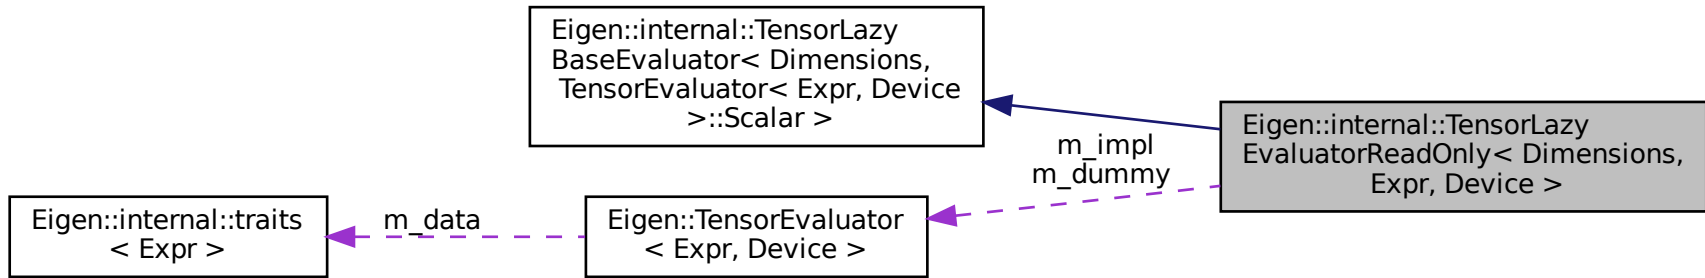 Eigen::internal::TensorLazy
BaseEvaluator< Dimensions,
TensorEvaluator< Expr, Device
>::Scalar >
Eigen::internal::TensorLazy
EvaluatorReadOnly< Dimensions,
Expr, Device >
m_impl
m_dummy
Eigen::internal::traits
< Expr >
m_data
Eigen::TensorEvaluator
< Expr, Device >